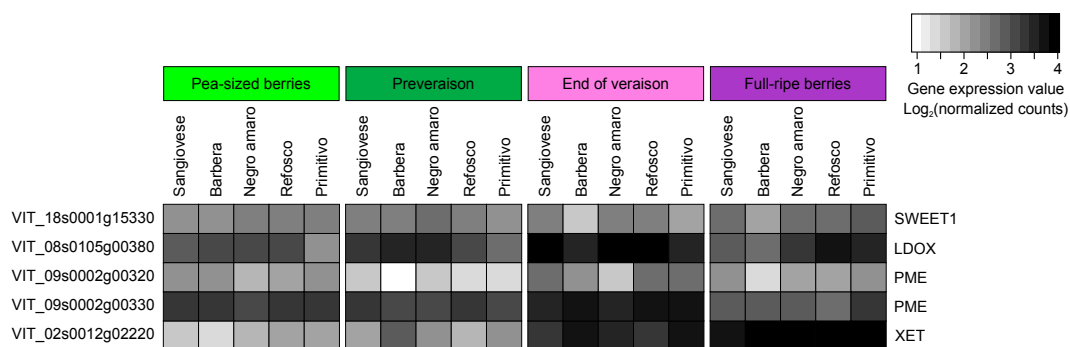 1 2 3 4
Gene expression value
Log₂(normalized counts)
Pea-sized berries Preveraison End of veraison Full-ripe berries
Sangiovese Barbera Negro amaro Refosco Primitivo Sangiovese Barbera Negro amaro Refosco Primitivo Sangiovese Barbera Negro amaro Refosco Primitivo Sangiovese Barbera Negro amaro Refosco Primitivo
VIT_18s0001g15330 SWEET1
VIT_08s0105g00380 LDOX
VIT_09s0002g00320 PME
VIT_09s0002g00330 PME
VIT_02s0012g02220 XET